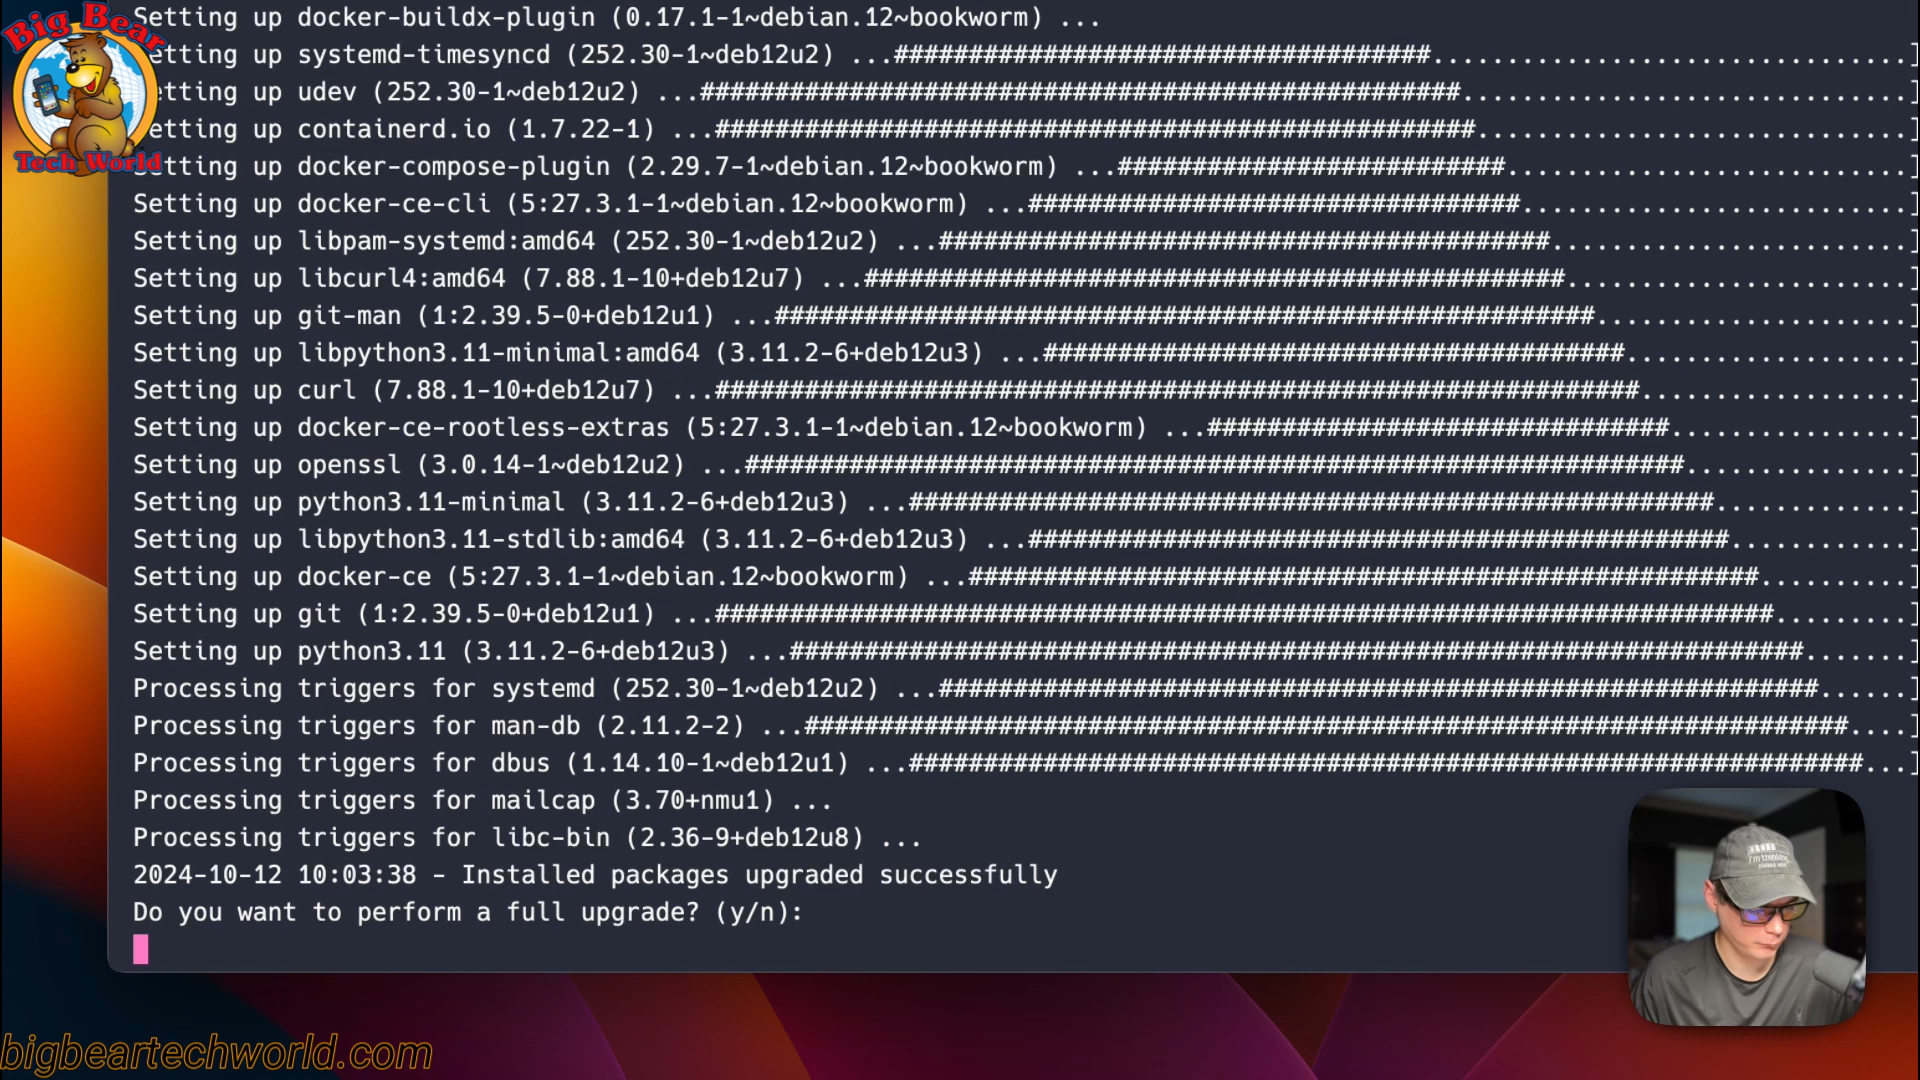 Big Bear
Tech World
Setting up docker-buildx-plugin (0.17.1-1~debian.12~bookworm) ...
etting up systemd-timesyncd (252.30-1~deb12u2) ...####################################...............................]
etting up udev (252.30-1~deb12u2) ...###################################################..............................]
etting up containerd.io (1.7.22-1) ...###################################################.............................]
etting up docker-compose-plugin (2.29.7-1~debian.12~bookworm) ...##########################...........................]
Setting up docker-ce-cli (5:27.3.1-1~debian.12~bookworm) ...#################################..........................]
Setting up libpam-systemd:amd64 (252.30-1~deb12u2) ...#########################################........................]
Setting up libcurl4:amd64 (7.88.1-10+deb12u7) ...###############################################.......................]
Setting up git-man (1:2.39.5-0+deb12u1) ...#######################################################.....................]
Setting up libpython3.11-minimal:amd64 (3.11.2-6+deb12u3) ...#######################################...................]
Setting up curl (7.88.1-10+deb12u7) ...##############################################################..................]
Setting up docker-ce-rootless-extras (5:27.3.1-1~debian.12~bookworm) ...###############################................]
Setting up openssl (3.0.14-1~deb12u2) ...###############################################################...............]
Setting up python3.11-minimal (3.11.2-6+deb12u3) ...######################################################.............]
Setting up libpython3.11-stdlib:amd64 (3.11.2-6+deb12u3) ...###############################################............]
Setting up docker-ce (5:27.3.1-1~debian.12~bookworm) ...#####################################################..........]
Setting up git (1:2.39.5-0+deb12u1) ...#######################################################################.........]
Setting up python3.11 (3.11.2-6+deb12u3) ...####################################################################.......]
Processing triggers for systemd (252.30-1~deb12u2) ...###########################################################......]
Processing triggers for man-db (2.11.2-2) ...######################################################################....]
Processing triggers for dbus (1.14.10-1~deb12u1) ...################################################################...]
Processing triggers for mailcap (3.70+nmu1) ...
Processing triggers for libc-bin (2.36-9+deb12u8) ...
2024-10-12 10:03:38 - Installed packages upgraded successfully
Do you want to perform a full upgrade? (y/n):
I'm thinking
please wait
bigbeartechworld.com